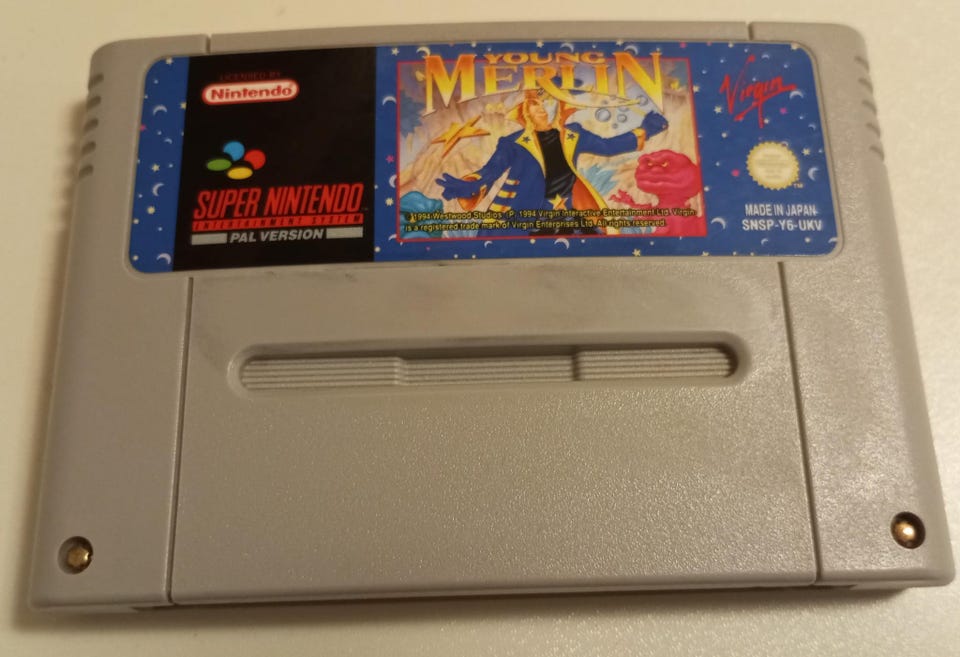 LICENSED BY
Nintendo
SUPER NINTENDO
ENTERTAINMENT SYSTEM
PAL VERSION
YOUNG
MERLIN
©1994 Westwood Studios. (P) 1994 Virgin Interactive Entertainment Ltd. Virgin
is a registered trade mark of Virgin Enterprises Ltd. All rights reserved.
Virgin
TM
MADE IN JAPAN
SNSP-Y6-UKV